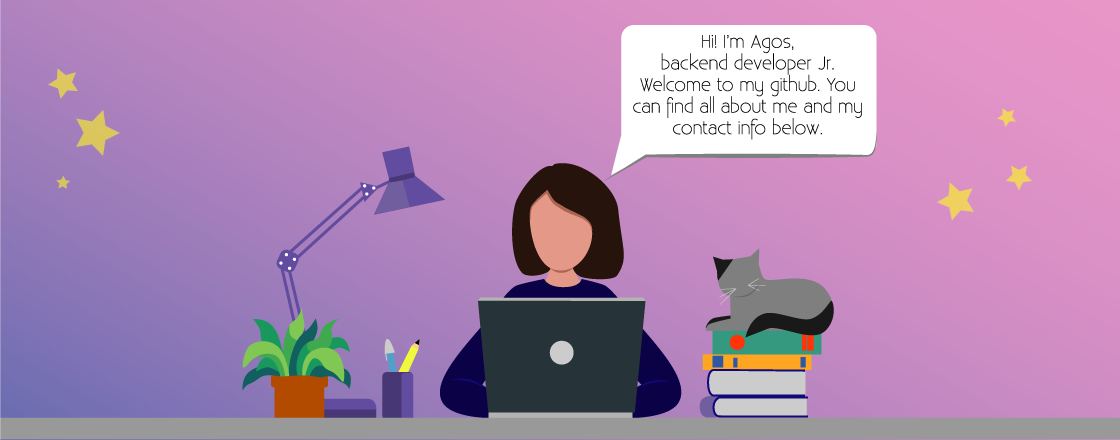 Hi! I'm Agos,
backend developer Jr.
Welcome to my github. You
can find all about me and my
contact info below.